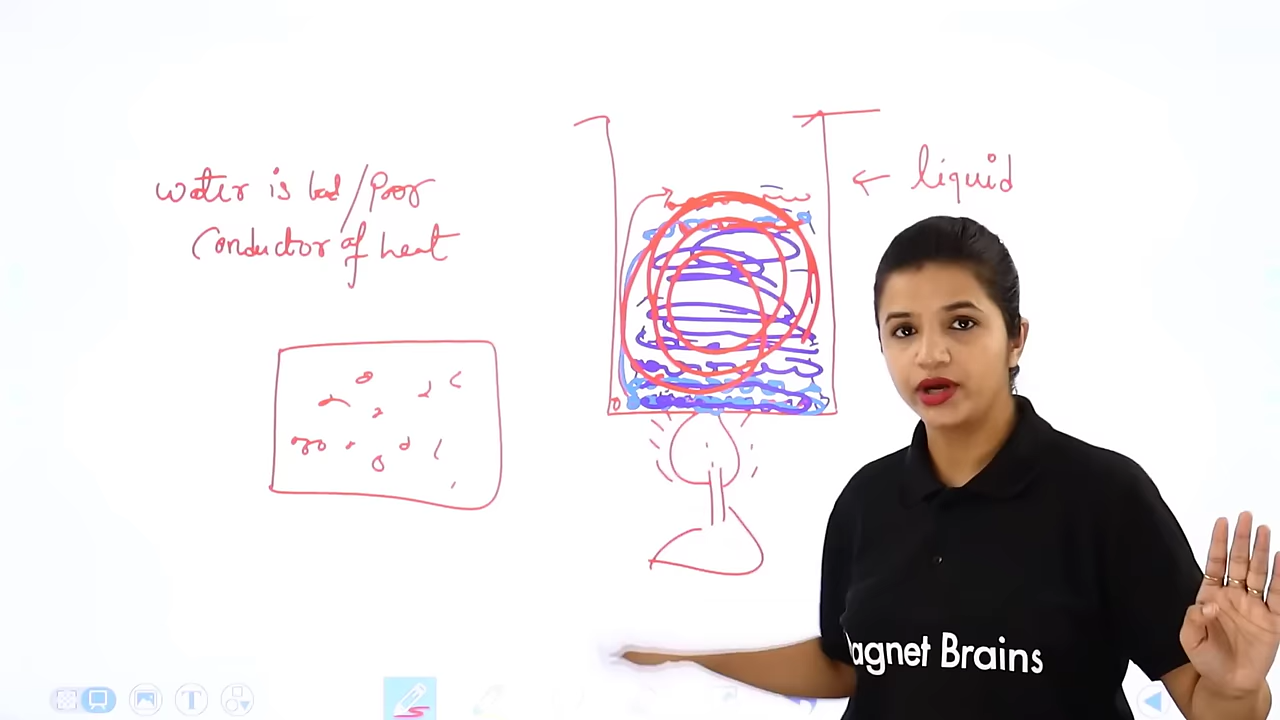 water is bad/Poor
Conductor of heat
liquid
agnet Brains
T